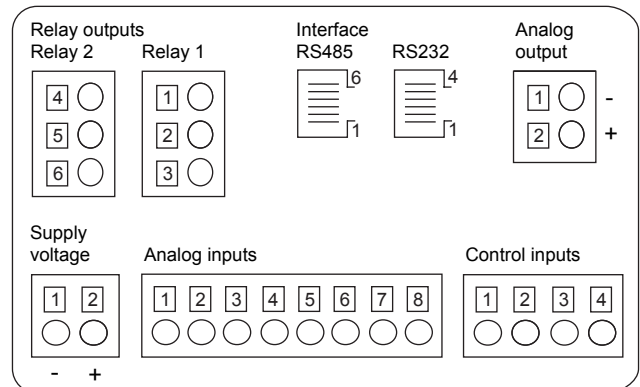 Relay outputs
Relay 2 Relay 1
Interface
RS485 RS232
Analog
output
4 1 6 4 1 -
5 2 2 +
6 3 1 1
Supply
voltage
Analog inputs
Control inputs
1 2 1 2 3 4 5 6 7 8 1 2 3 4
- +